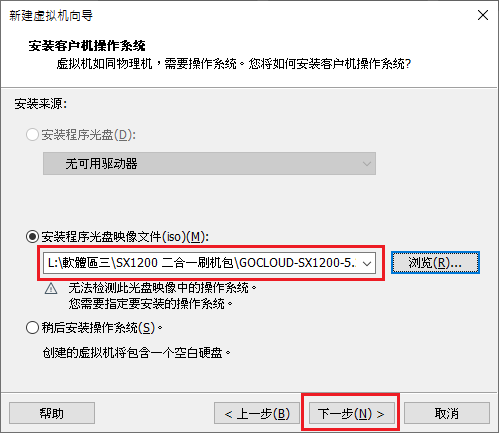 新建虚拟机向导
安装客户机操作系统
虚拟机如同物理机，需要操作系统。您将如何安装客户机操作系统?
安装来源:
安装程序光盘(D):
无可用驱动器
安装程序光盘映像文件(iso)(M):
L:\軟體區三\SX1200 二合一刷机包\GOCLOUD-SX1200-5.
浏览(R)...
无法检测此光盘映像中的操作系统。
您需要指定要安装的操作系统。
稍后安装操作系统(S)。
创建的虚拟机将包含一个空白硬盘。
帮助
< 上一步(B)
下一步(N) >
取消